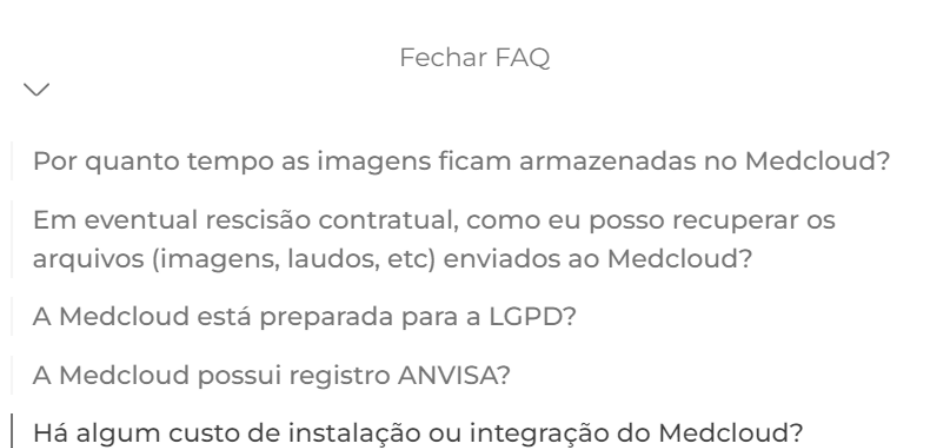 Fechar FAQ
Por quanto tempo as imagens ficam armazenadas no Medcloud?
Em eventual rescisão contratual, como eu posso recuperar os
arquivos (imagens, laudos, etc) enviados ao Medcloud?
A Medcloud está preparada para a LGPD?
A Medcloud possui registro ANVISA?
Há algum custo de instalação ou integração do Medcloud?